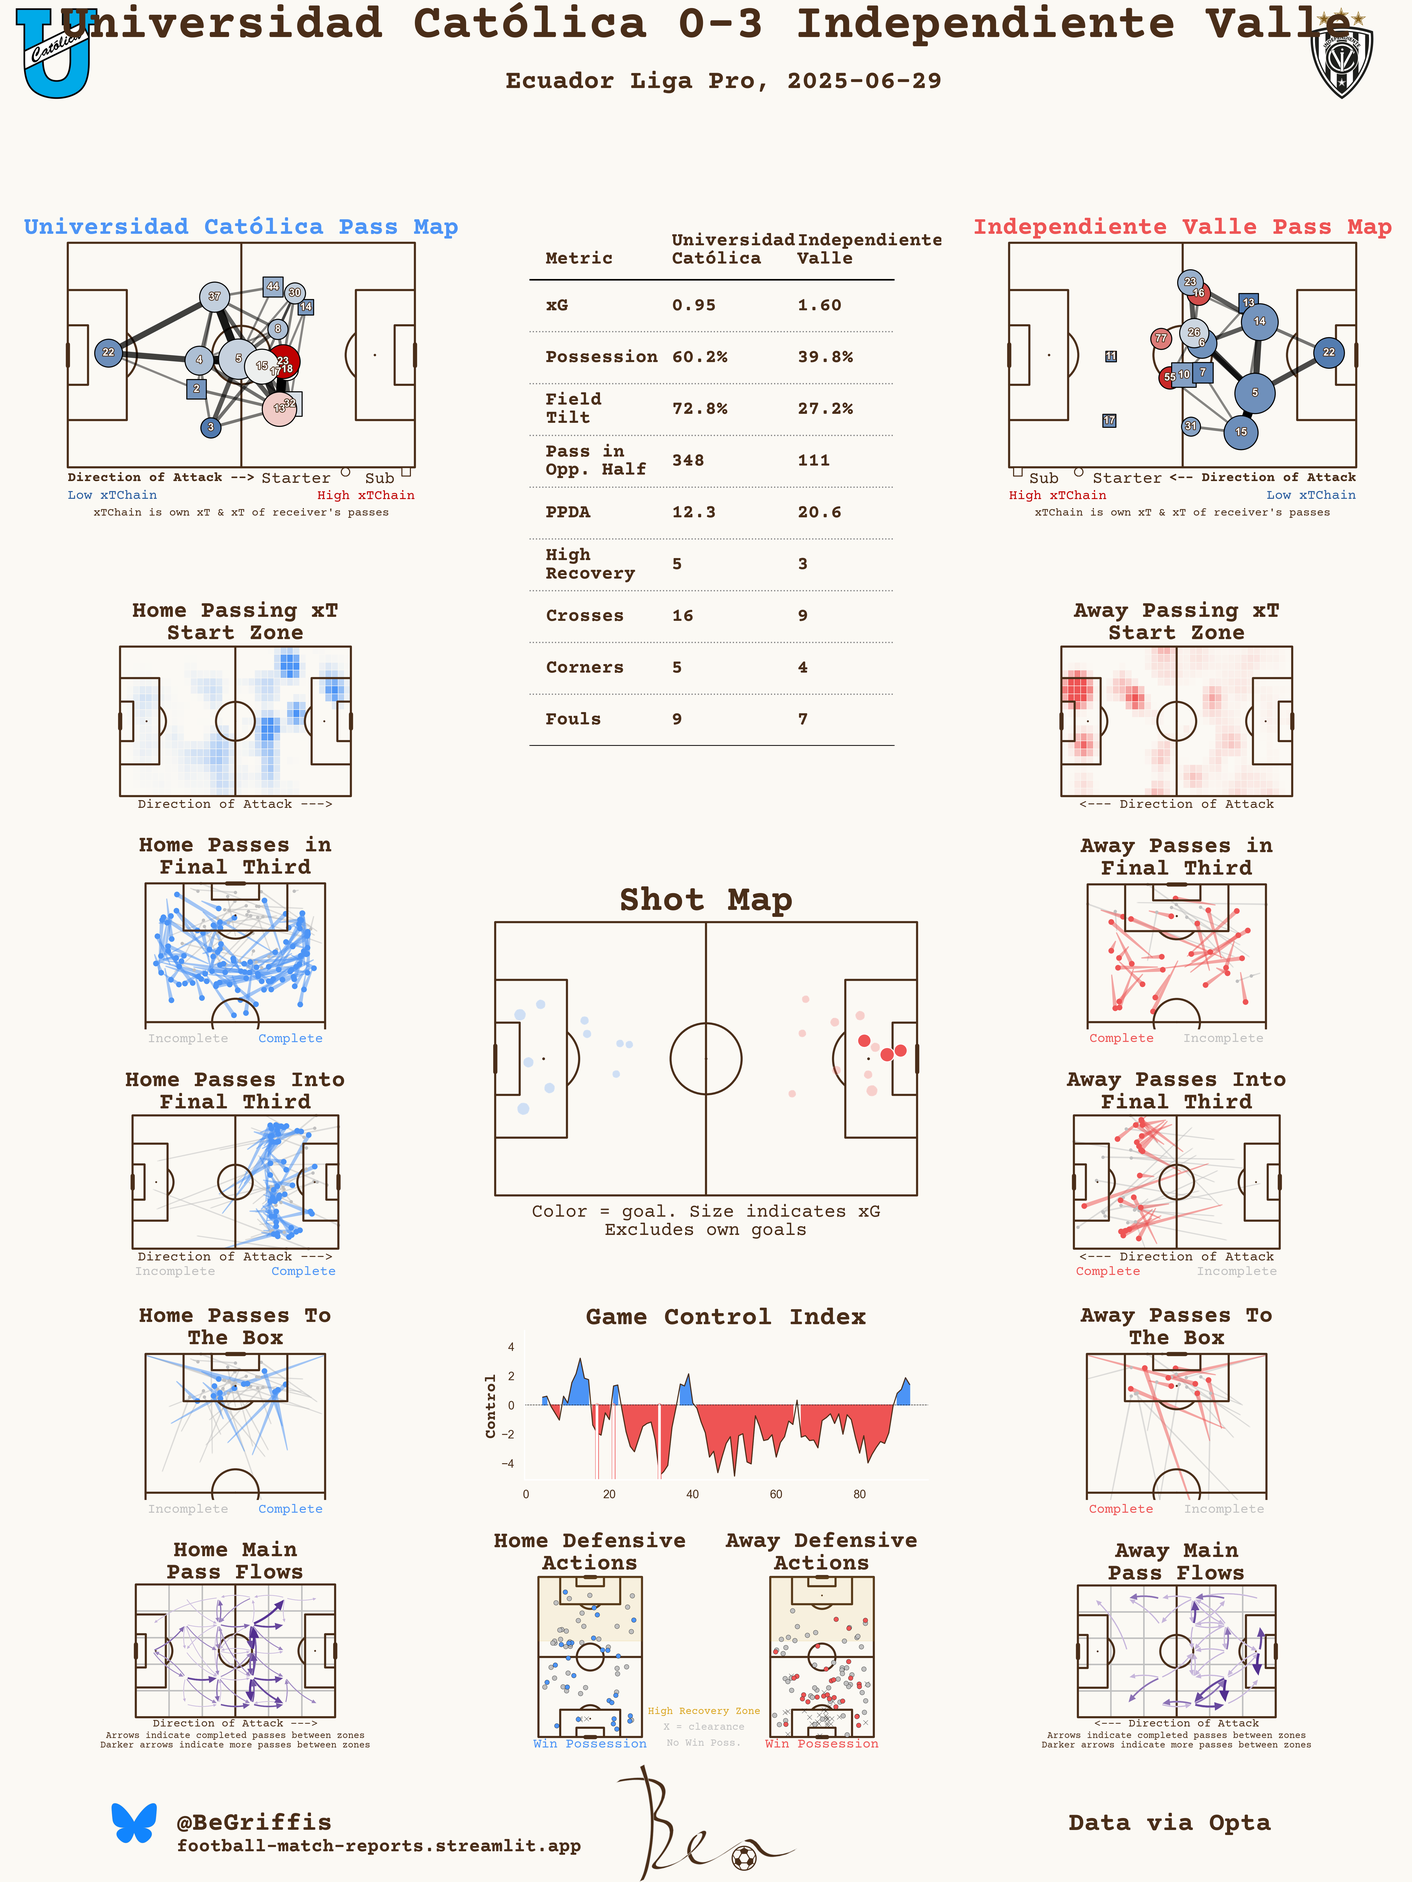 Universidad Católica 0-3 Independiente Valle
Católica
INDEPENDIENTE
Ecuador Liga Pro, 2025-06-29
Universidad Católica Pass Map
22
37
4
2
3
5
44
30
14
8
15
17
23
18
13
32
Direction of Attack --> Starter Sub
Low xTChain High xTChain
xTChain is own xT & xT of receiver's passes
Metric Universidad Católica Independiente Valle
xG 0.95 1.60
Possession 60.2% 39.8%
Field Tilt 72.8% 27.2%
Pass in Opp. Half 348 111
PPDA 12.3 20.6
High Recovery 5 3
Crosses 16 9
Corners 5 4
Fouls 9 7
Independiente Valle Pass Map
23
16
13
14
77
26
6
22
11
55
10
7
5
17
31
15
Sub Starter <-- Direction of Attack
High xTChain Low xTChain
xTChain is own xT & xT of receiver's passes
Home Passing xT
Start Zone
Direction of Attack --->
Away Passing xT
Start Zone
<--- Direction of Attack
Home Passes in
Final Third
Incomplete Complete
Away Passes in
Final Third
Complete Incomplete
Shot Map
Color = goal. Size indicates xG
Excludes own goals
Home Passes Into
Final Third
Direction of Attack --->
Incomplete Complete
Away Passes Into
Final Third
<--- Direction of Attack
Complete Incomplete
Home Passes To
The Box
Incomplete Complete
Game Control Index
Control
4
2
0
−2
−4
0 20 40 60 80
Away Passes To
The Box
Complete Incomplete
Home Main
Pass Flows
Direction of Attack --->
Arrows indicate completed passes between zones
Darker arrows indicate more passes between zones
Home Defensive
Actions
Win Possession
High Recovery Zone
X = clearance
No Win Poss.
Away Defensive
Actions
Win Possession
Away Main
Pass Flows
<--- Direction of Attack
Arrows indicate completed passes between zones
Darker arrows indicate more passes between zones
@BeGriffis
football-match-reports.streamlit.app
Ben
Data via Opta